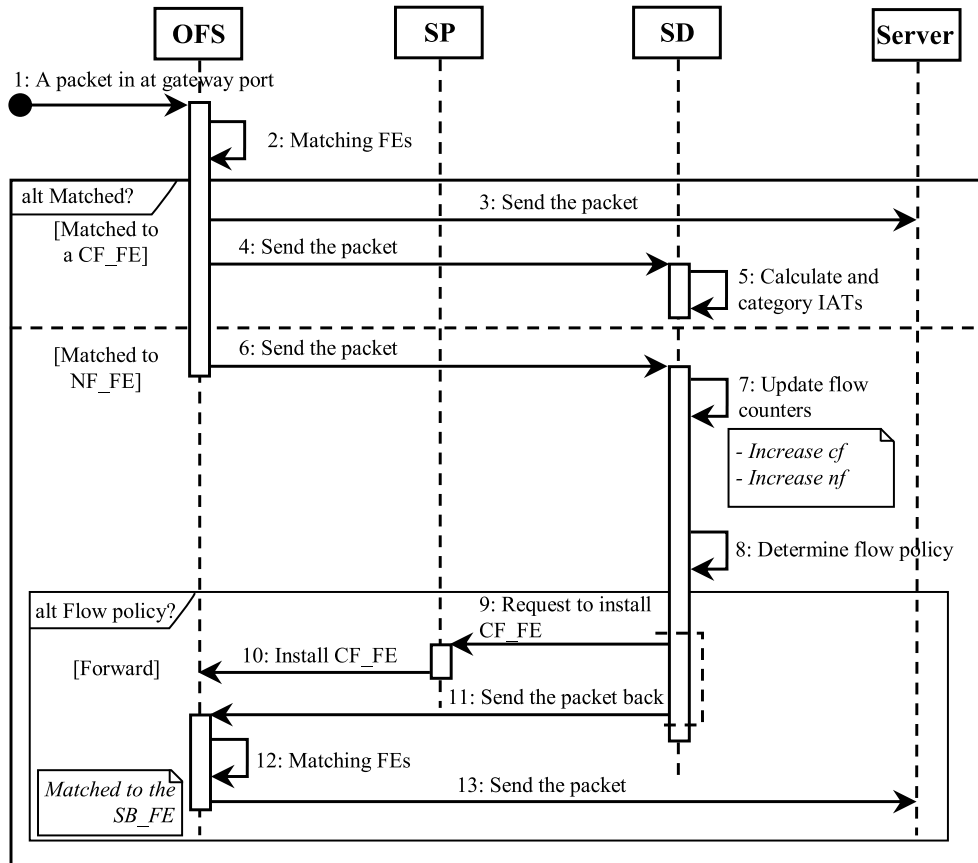 OFS
SP
SD
Server
1: A packet in at gateway port
2: Matching FEs
alt Matched?
3: Send the packet
[Matched to
a CF_FE]
4: Send the packet
5: Calculate and
category IATs
[Matched to
NF_FE]
6: Send the packet
7: Update flow
counters
- Increase cf
- Increase nf
8: Determine flow policy
alt Flow policy?
9: Request to install
CF_FE
[Forward]
10: Install CF_FE
11: Send the packet back
12: Matching FEs
Matched to the
SB_FE
13: Send the packet